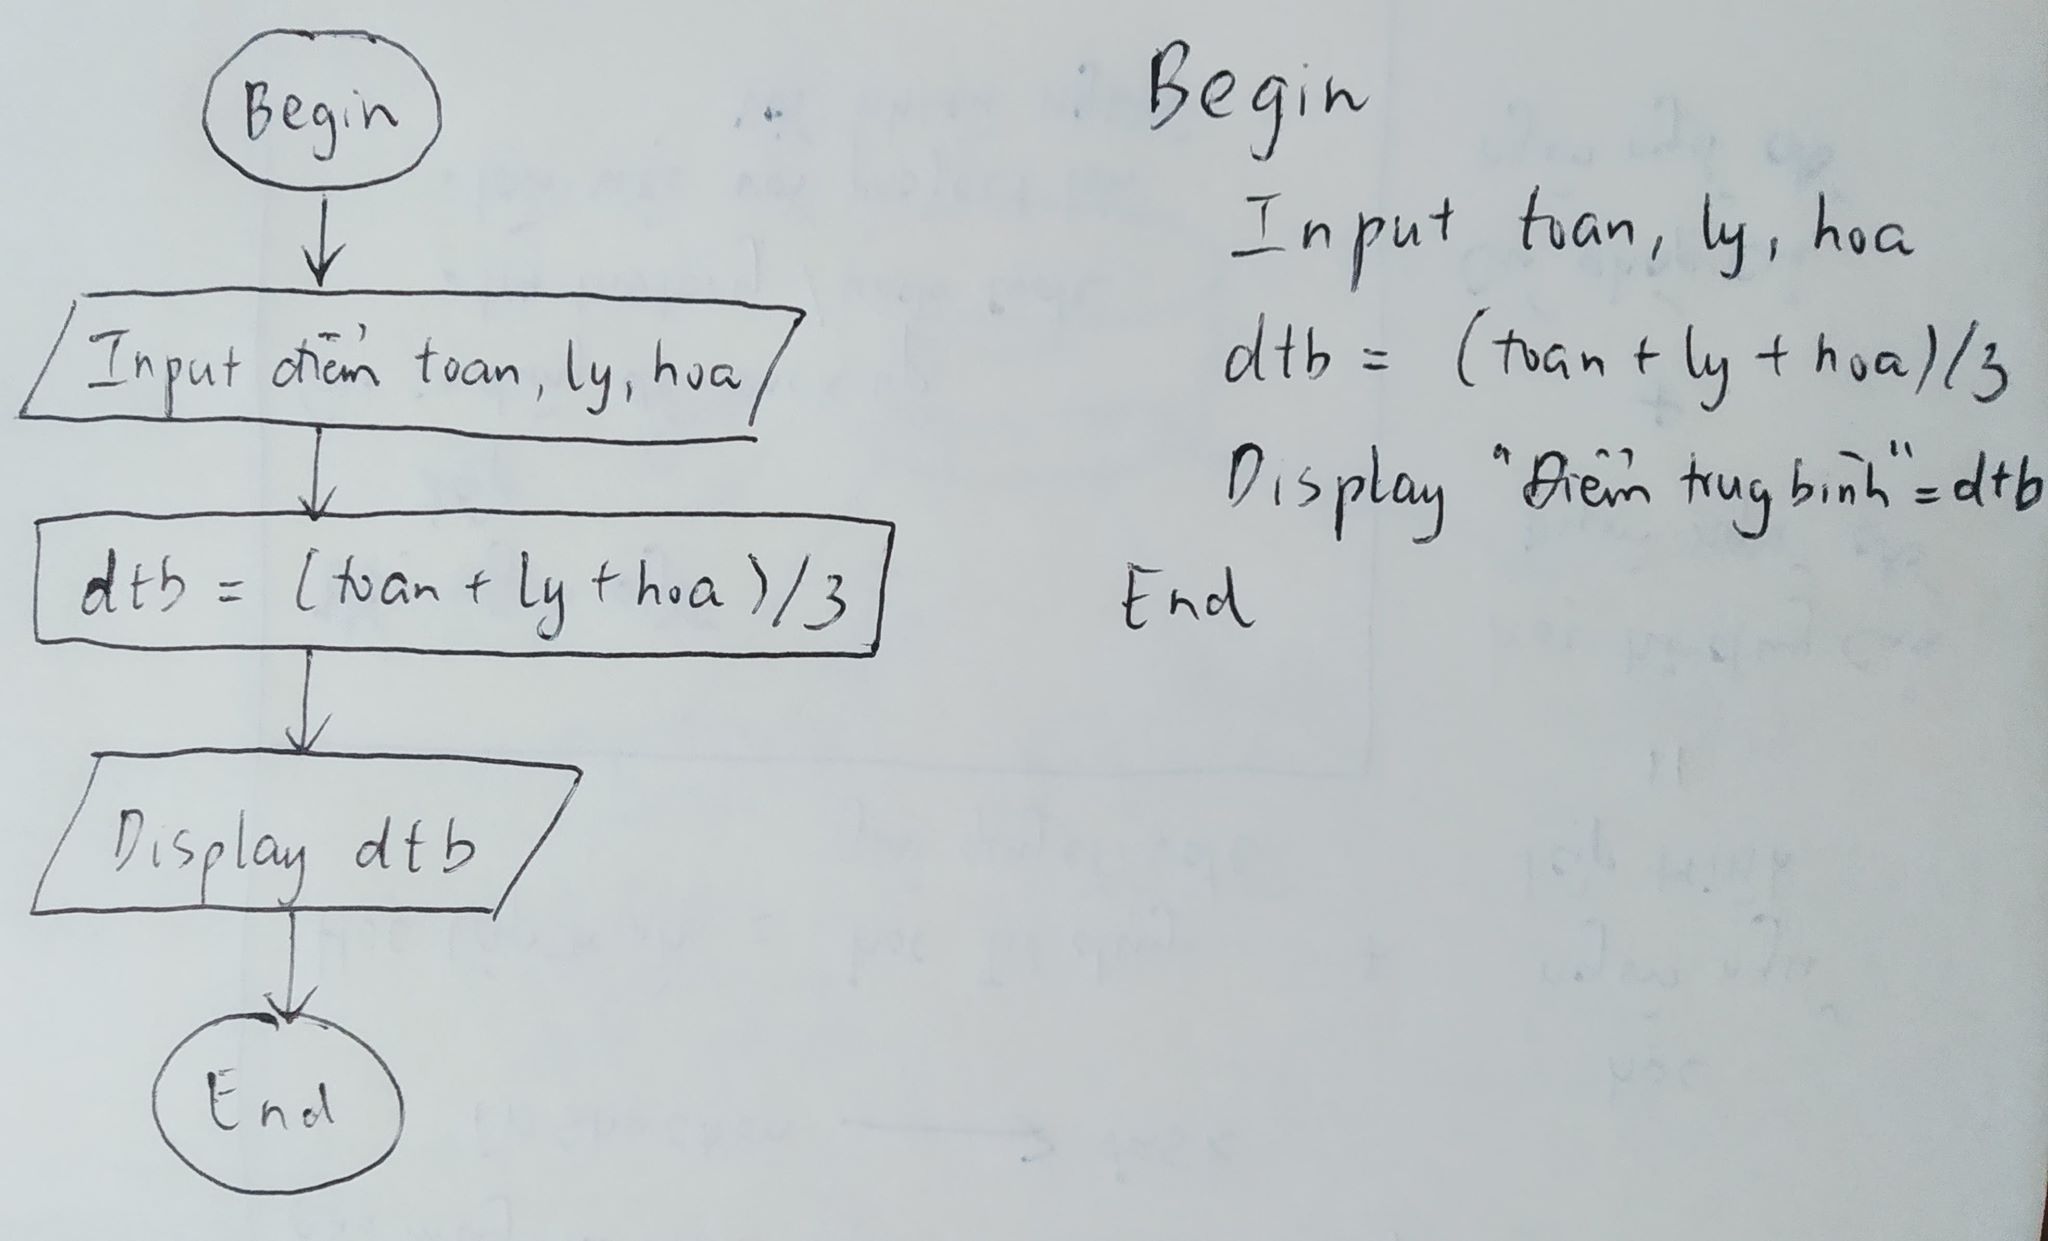 Begin
Input điểm toan, ly, hoa
dtb = (toan + ly + hoa)/3
Display dtb
End
Begin
Input toan, ly, hoa
dtb = (toan + ly + hoa)/3
Display "Điểm trug bình" = dtb
End